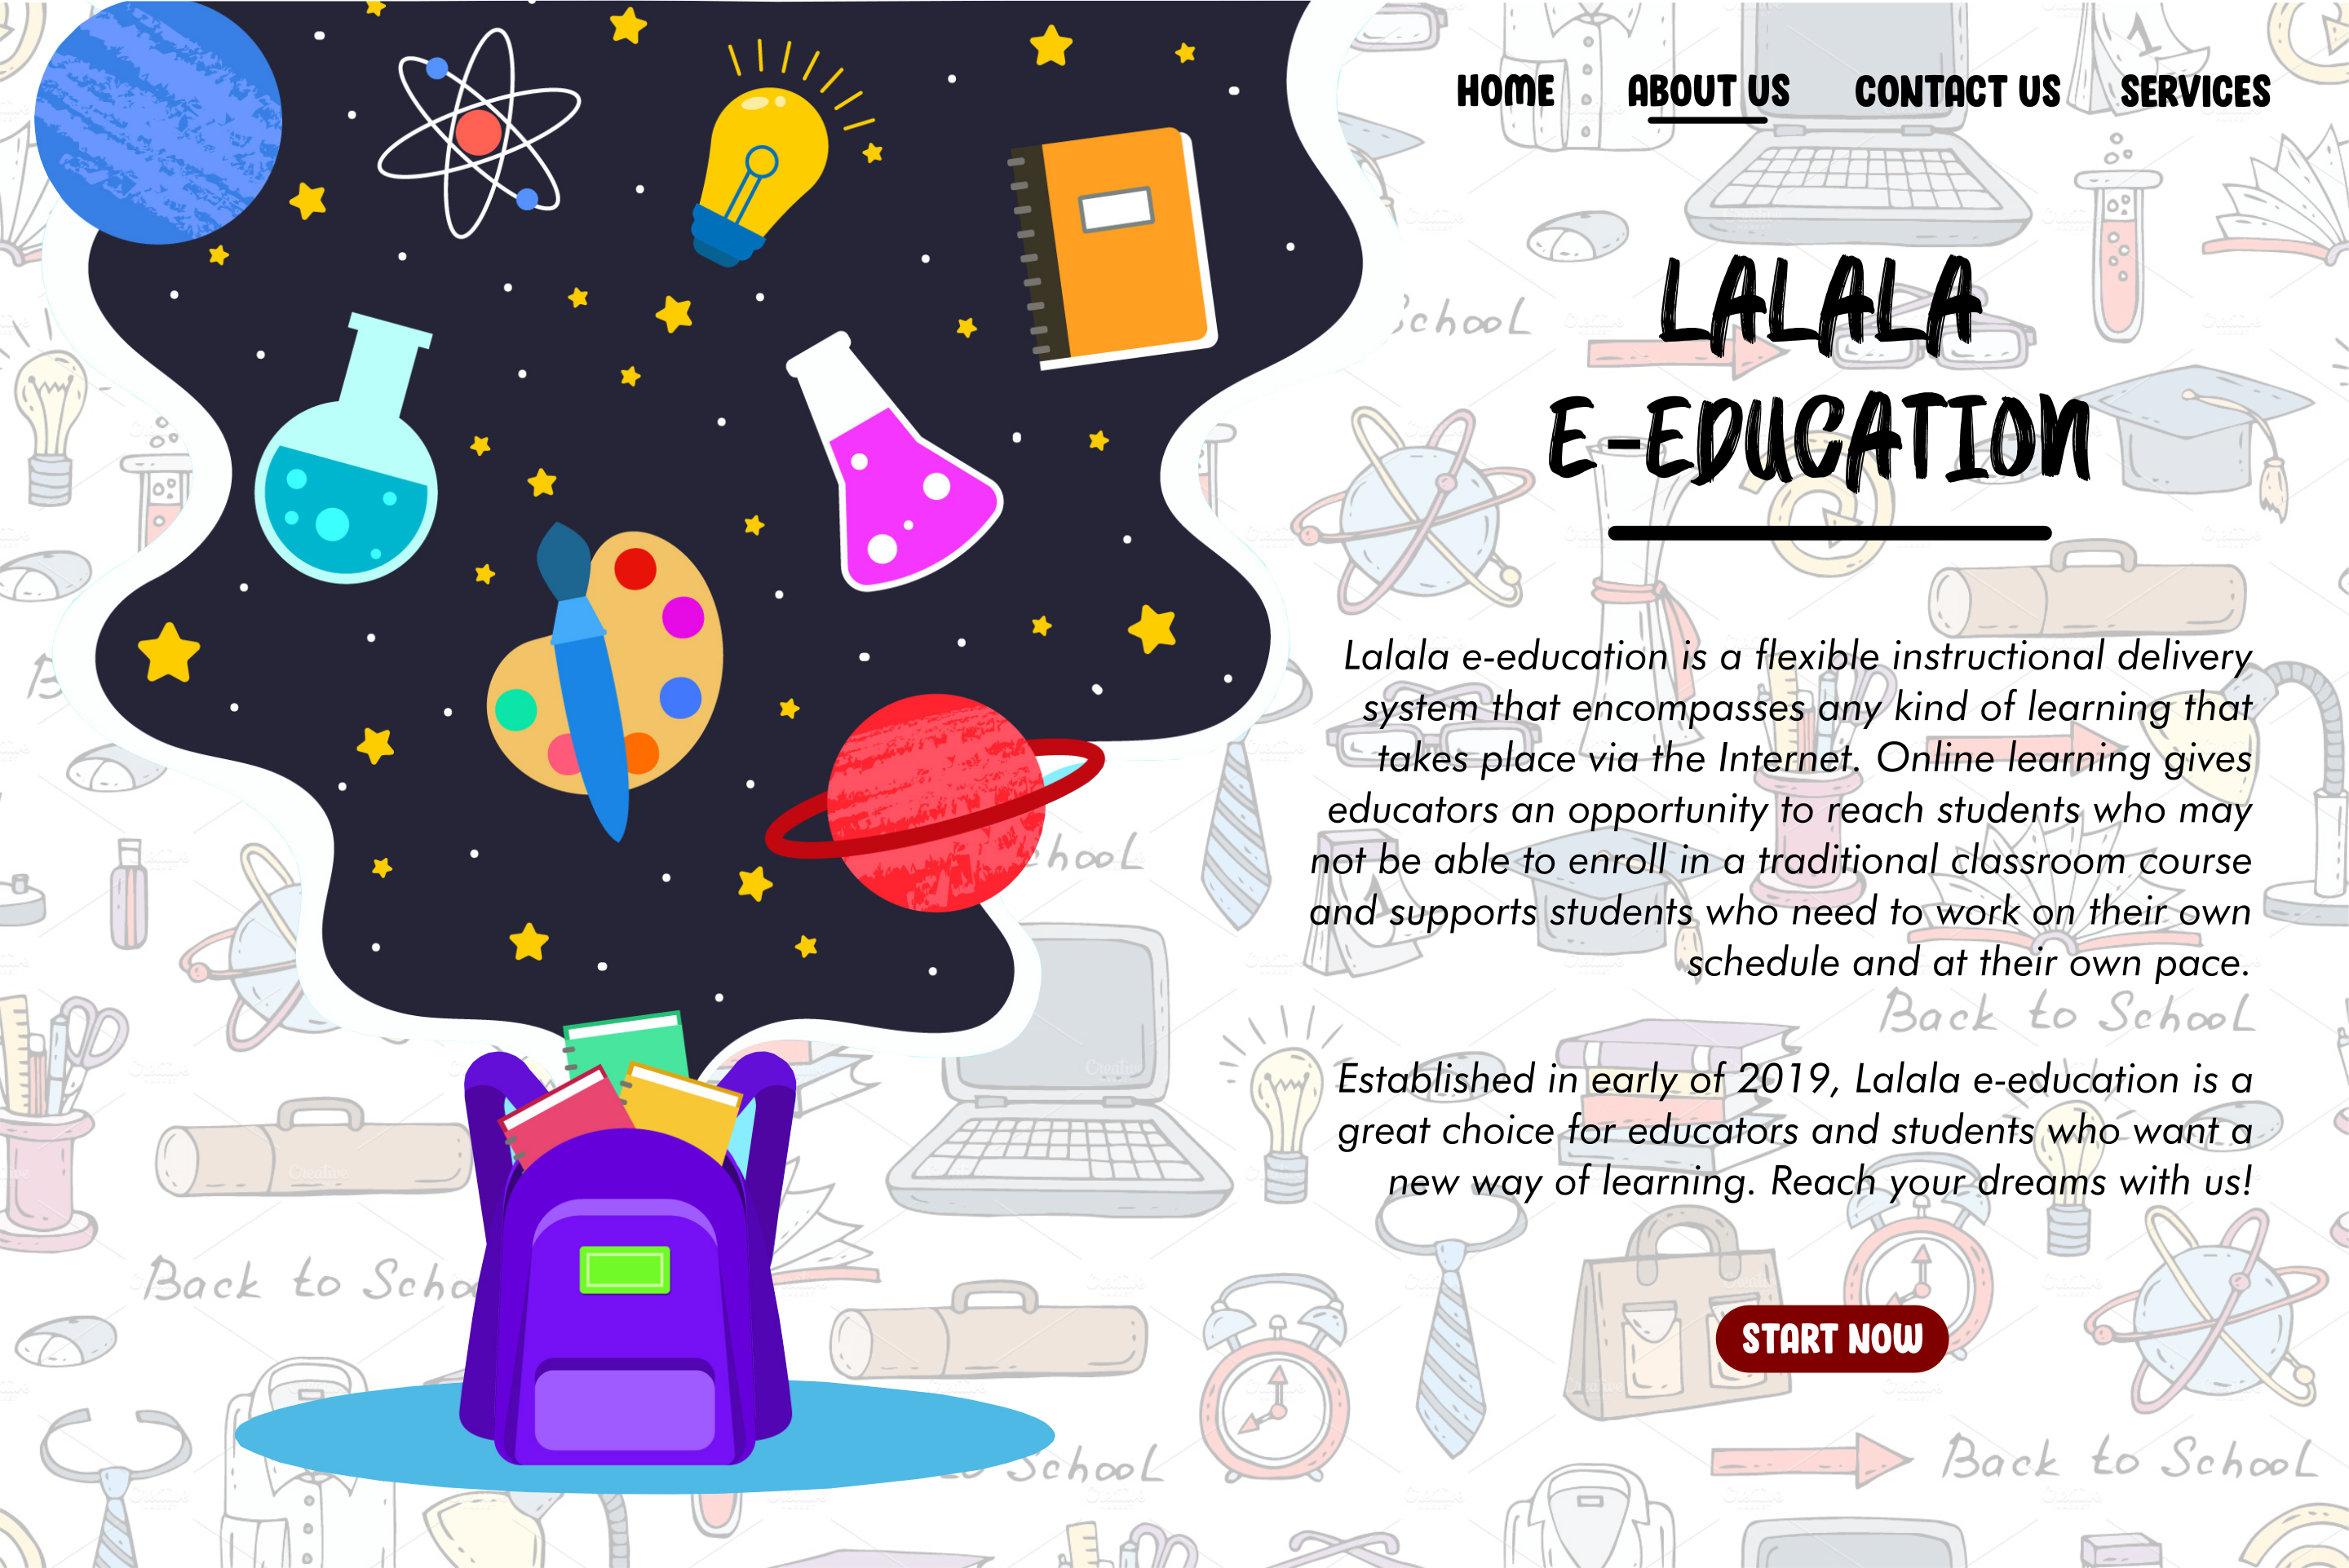 HOME ABOUT US CONTACT US SERVICES
LALALA
E-EDUCATION
Lalala e-education is a flexible instructional delivery
system that encompasses any kind of learning that
takes place via the Internet. Online learning gives
educators an opportunity to reach students who may
not be able to enroll in a traditional classroom course
and supports students who need to work on their own
schedule and at their own pace.
Established in early of 2019, Lalala e-education is a
great choice for educators and students who want a
new way of learning. Reach your dreams with us!
START NOW
School
Back to School
Back to School
Back to School
to School
1
Creative